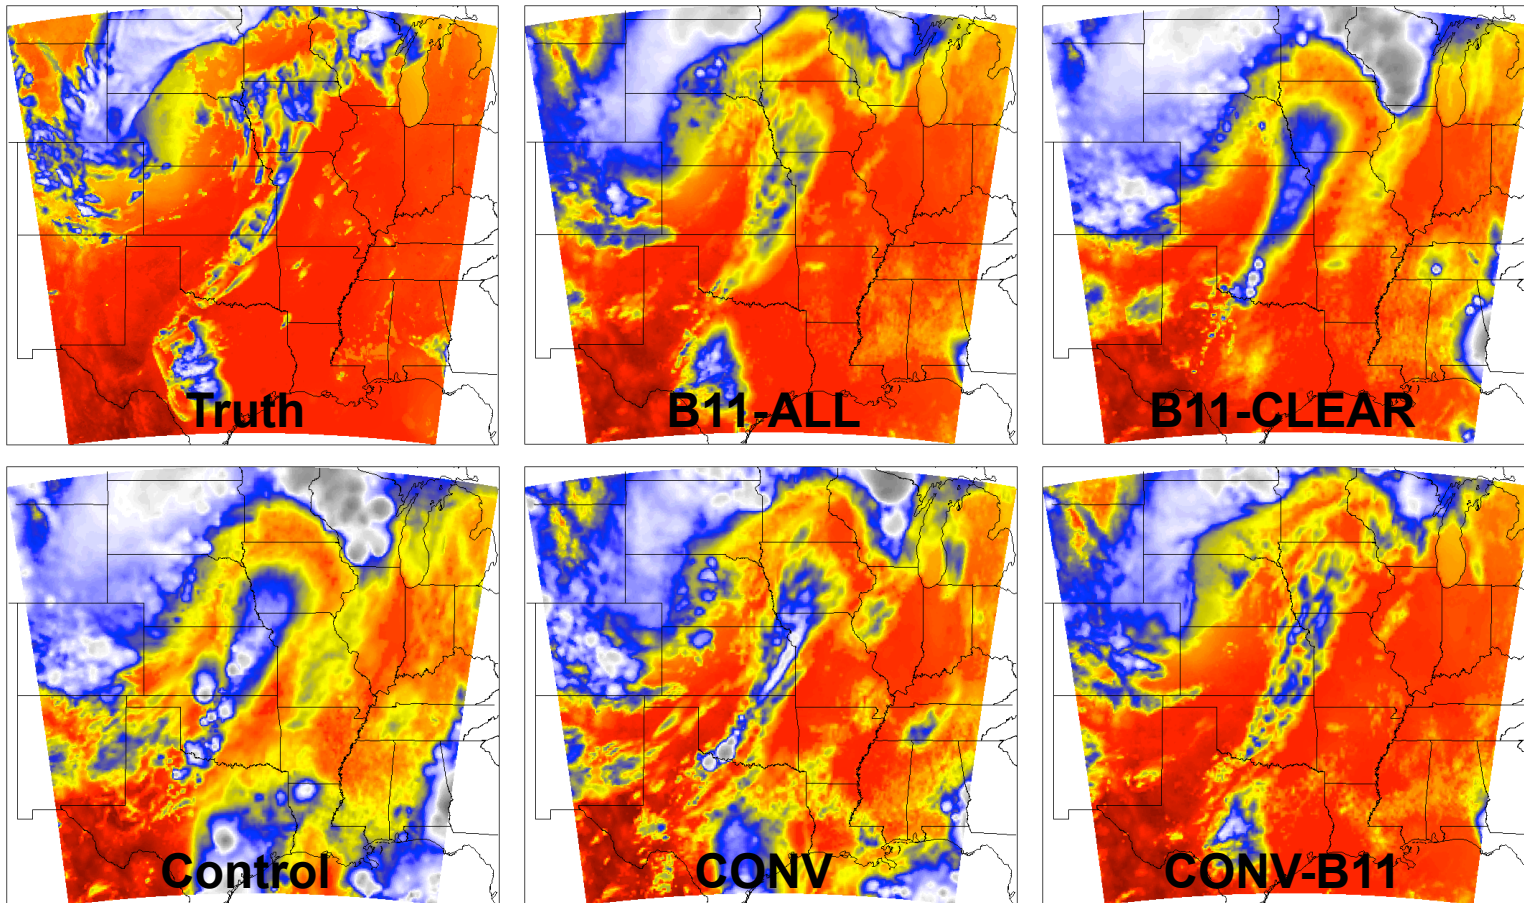 Truth
B11-ALL
B11-CLEAR
Control
CONV
CONV-B11